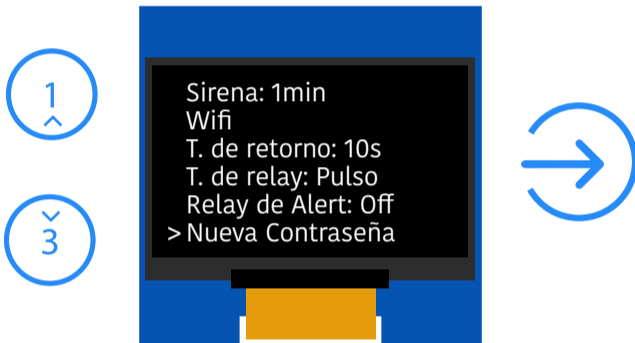 1
Sirena: 1min
Wifi
T. de retorno: 10s
T. de relay: Pulso
Relay de Alert: Off
> Nueva Contraseña
3